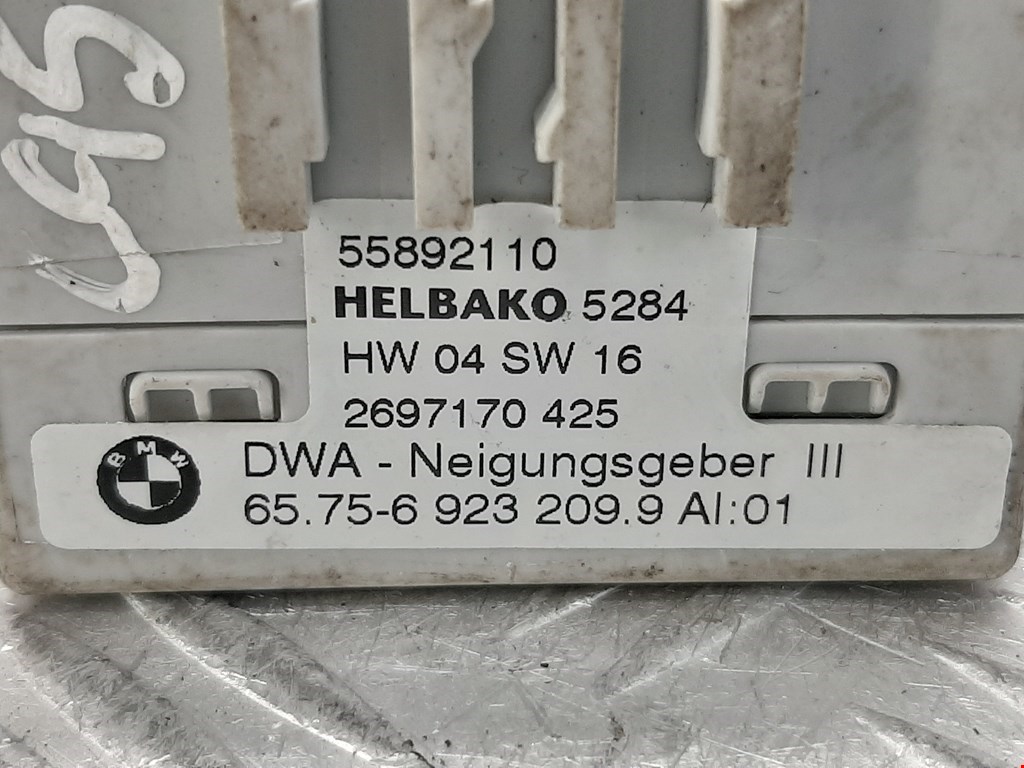 55892110
HELBAKO 5284
HW 04 SW 16
2697170 425
BMW
DWA - Neigungsgeber III
65.75-6 923 209.9 AI:01